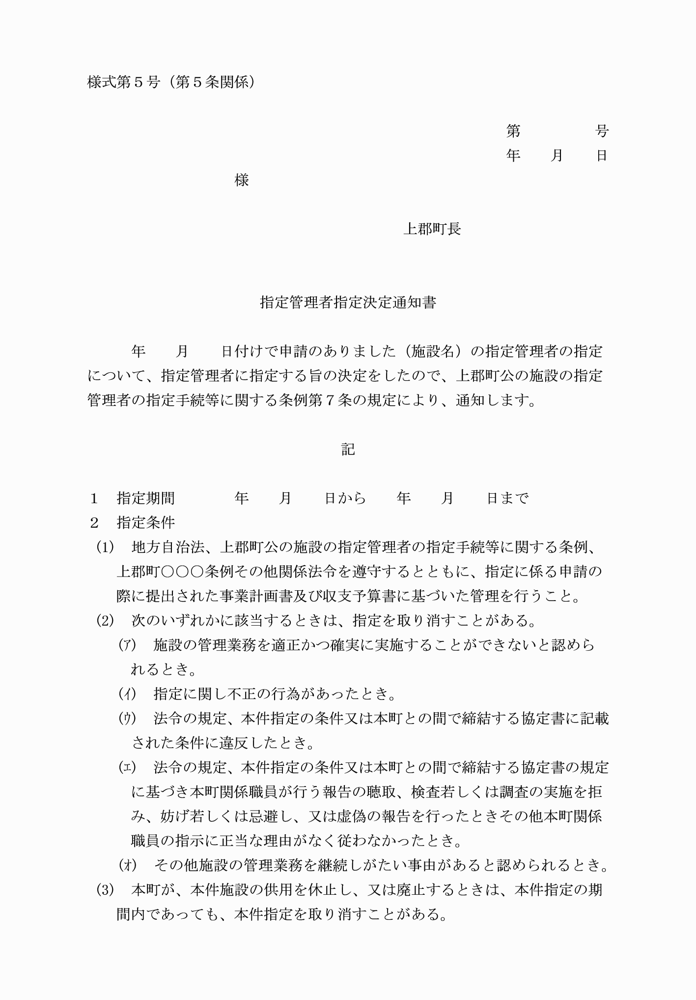 様式第５号（第５条関係）
第　　　　　号
年　　月　　日
様
上郡町長
指定管理者指定決定通知書
年　　月　　日付けで申請のありました（施設名）の指定管理者の指定
について、指定管理者に指定する旨の決定をしたので、上郡町公の施設の指定
管理者の指定手続等に関する条例第７条の規定により、通知します。
記
１　指定期間　　　　年　　月　　日から　　年　　月　　日まで
２　指定条件
(1)　地方自治法、上郡町公の施設の指定管理者の指定手続等に関する条例、
上郡町〇〇〇条例その他関係法令を遵守するとともに、指定に係る申請の
際に提出された事業計画書及び収支予算書に基づいた管理を行うこと。
(2)　次のいずれかに該当するときは、指定を取り消すことがある。
(ｱ)　施設の管理業務を適正かつ確実に実施することができないと認めら
れるとき。
(ｲ)　指定に関し不正の行為があったとき。
(ｳ)　法令の規定、本件指定の条件又は本町との間で締結する協定書に記載
された条件に違反したとき。
(ｴ)　法令の規定、本件指定の条件又は本町との間で締結する協定書の規定
に基づき本町関係職員が行う報告の聴取、検査若しくは調査の実施を拒
み、妨げ若しくは忌避し、又は虚偽の報告を行ったときその他本町関係
職員の指示に正当な理由がなく従わなかったとき。
(ｵ)　その他施設の管理業務を継続しがたい事由があると認められるとき。
(3)　本町が、本件施設の供用を休止し、又は廃止するときは、本件指定の期
間内であっても、本件指定を取り消すことがある。